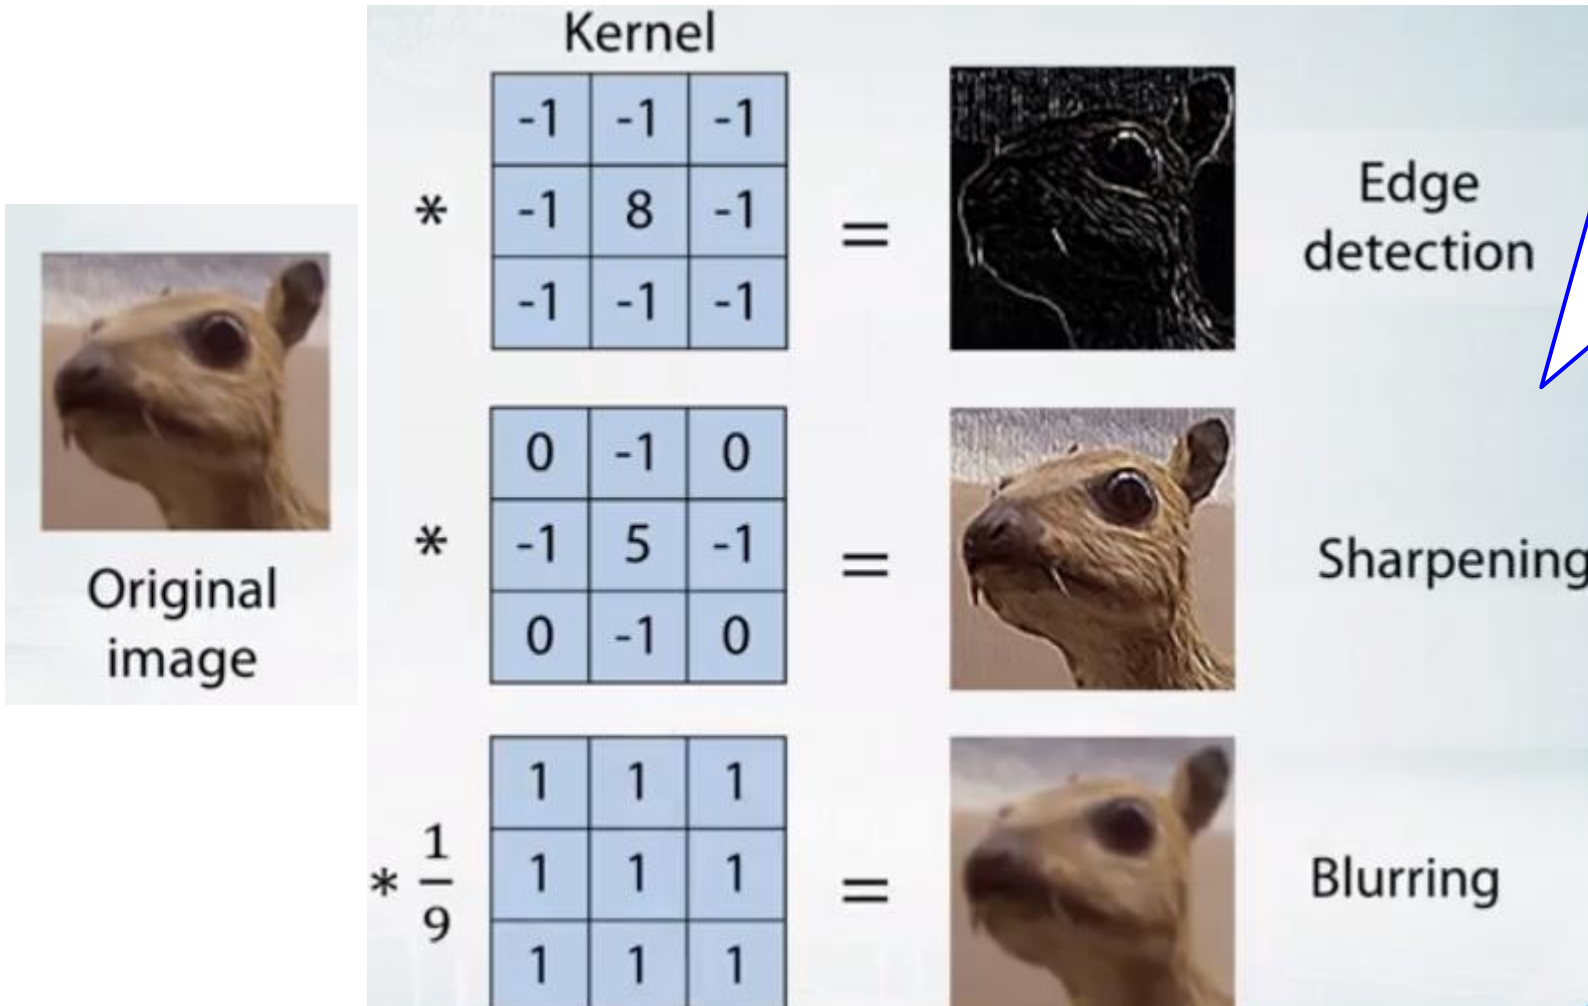 Kernel
-1 -1 -1
* -1 8 -1 =
-1 -1 -1
Edge
detection
0 -1 0
* -1 5 -1 =
0 -1 0
Sharpening
Original
image
1 1 1
* 1/9 1 1 1 =
1 1 1
Blurring